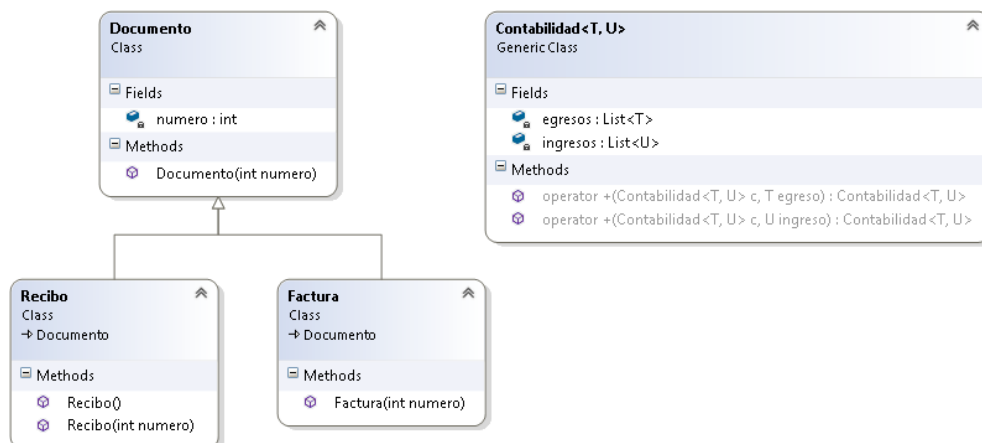 Documento
Class
Fields
numero : int
Methods
Documento(int numero)
Contabilidad<T, U>
Generic Class
Fields
egresos : List<T>
ingresos : List<U>
Methods
operator +(Contabilidad<T, U> c, T egreso) : Contabilidad<T, U>
operator +(Contabilidad<T, U> c, U ingreso) : Contabilidad<T, U>
Recibo
Class
Documento
Methods
Recibo()
Recibo(int numero)
Factura
Class
Documento
Methods
Factura(int numero)